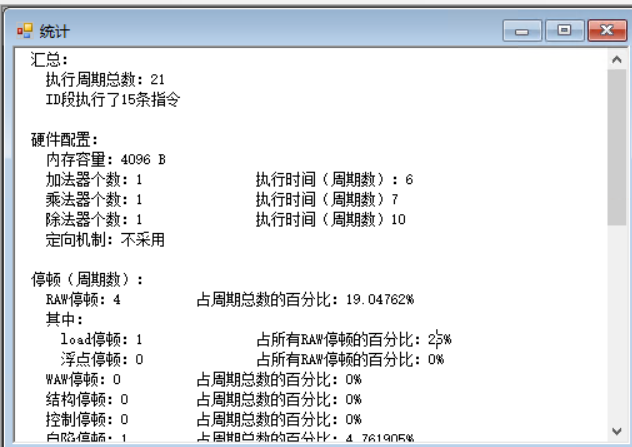 统计
汇总:
执行周期总数: 21
ID段执行了15条指令
硬件配置:
内存容量: 4096 B
加法器个数: 1 执行时间(周期数): 6
乘法器个数: 1 执行时间(周期数) 7
除法器个数: 1 执行时间(周期数) 10
定向机制: 不采用
停顿(周期数):
RAW停顿: 4 占周期总数的百分比: 19.04762%
其中:
load停顿: 1 占所有RAW停顿的百分比: 25%
浮点停顿: 0 占所有RAW停顿的百分比: 0%
WAW停顿: 0 占周期总数的百分比: 0%
结构停顿: 0 占周期总数的百分比: 0%
控制停顿: 0 占周期总数的百分比: 0%
自陷停顿: 1 占周期总数的百分比: 4.761905%